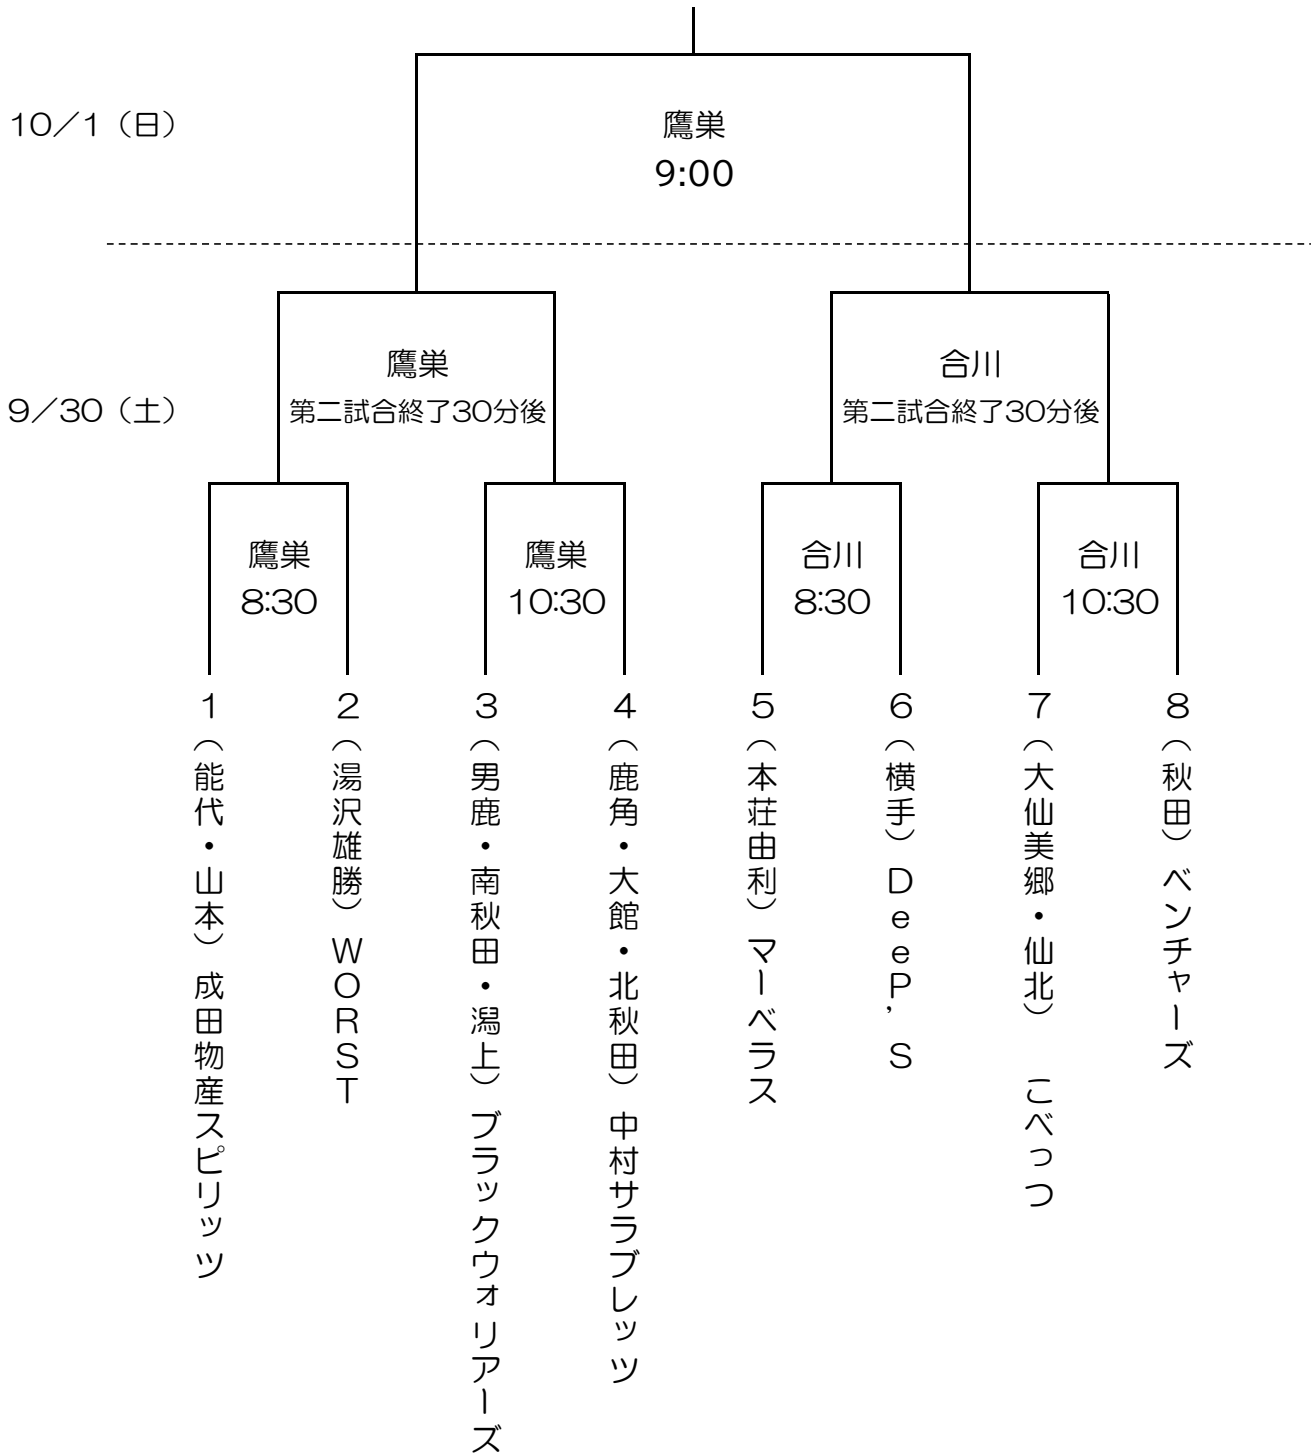 10／1（日）
鷹巣
9:00
9／30（土）
鷹巣
第二試合終了30分後
合川
第二試合終了30分後
鷹巣
8:30
鷹巣
10:30
合川
8:30
合川
10:30
1（能代・山本）成田物産スピリッツ
2（湯沢雄勝）WORST
3（男鹿・南秋田・潟上）ブラックウォリアーズ
4（鹿角・大館・北秋田）中村サラブレッツ
5（本荘由利）マーベラス
6（横手）DeeP’S
7（大仙美郷・仙北） こべっつ
8（秋田）ベンチャーズ